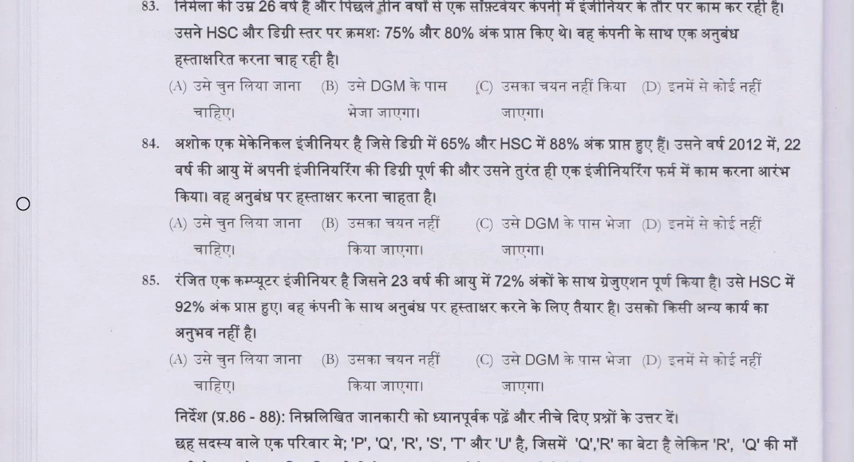 83. निर्मला की उम्र 26 वर्ष है और पिछले तीन वर्षों से एक सॉफ़्टवेयर कंपनी में इंजीनियर के तौर पर काम कर रही है।
उसने HSC और डिग्री स्तर पर क्रमशः 75% और 80% अंक प्राप्त किए थे। वह कंपनी के साथ एक अनुबंध
हस्ताक्षरित करना चाह रही है।
(A) उसे चुन लिया जाना (B) उसे DGM के पास (C) उसका चयन नहीं किया (D) इनमें से कोई नहीं
चाहिए। भेजा जाएगा। जाएगा।
84. अशोक एक मेकेनिकल इंजीनियर है जिसे डिग्री में 65% और HSC में 88% अंक प्राप्त हुए हैं। उसने वर्ष 2012 में, 22
वर्ष की आयु में अपनी इंजीनियरिंग की डिग्री पूर्ण की और उसने तुरंत ही एक इंजीनियरिंग फर्म में काम करना आरंभ
किया। वह अनुबंध पर हस्ताक्षर करना चाहता है।
(A) उसे चुन लिया जाना (B) उसका चयन नहीं (C) उसे DGM के पास भेजा (D) इनमें से कोई नहीं
चाहिए। किया जाएगा। जाएगा।
85. रंजित एक कम्प्यूटर इंजीनियर है जिसने 23 वर्ष की आयु में 72% अंकों के साथ ग्रेजुएशन पूर्ण किया है। उसे HSC में
92% अंक प्राप्त हुए। वह कंपनी के साथ अनुबंध पर हस्ताक्षर करने के लिए तैयार है। उसको किसी अन्य कार्य का
अनुभव नहीं है।
(A) उसे चुन लिया जाना (B) उसका चयन नहीं (C) उसे DGM के पास भेजा (D) इनमें से कोई नहीं
चाहिए। किया जाएगा। जाएगा।
निर्देश (प्र.86 - 88): निम्नलिखित जानकारी को ध्यानपूर्वक पढ़ें और नीचे दिए प्रश्नों के उत्तर दें।
छह सदस्य वाले एक परिवार मे; 'P', 'Q', 'R', 'S', 'T' और 'U' है, जिसमें 'Q','R' का बेटा है लेकिन 'R', 'Q' की माँ